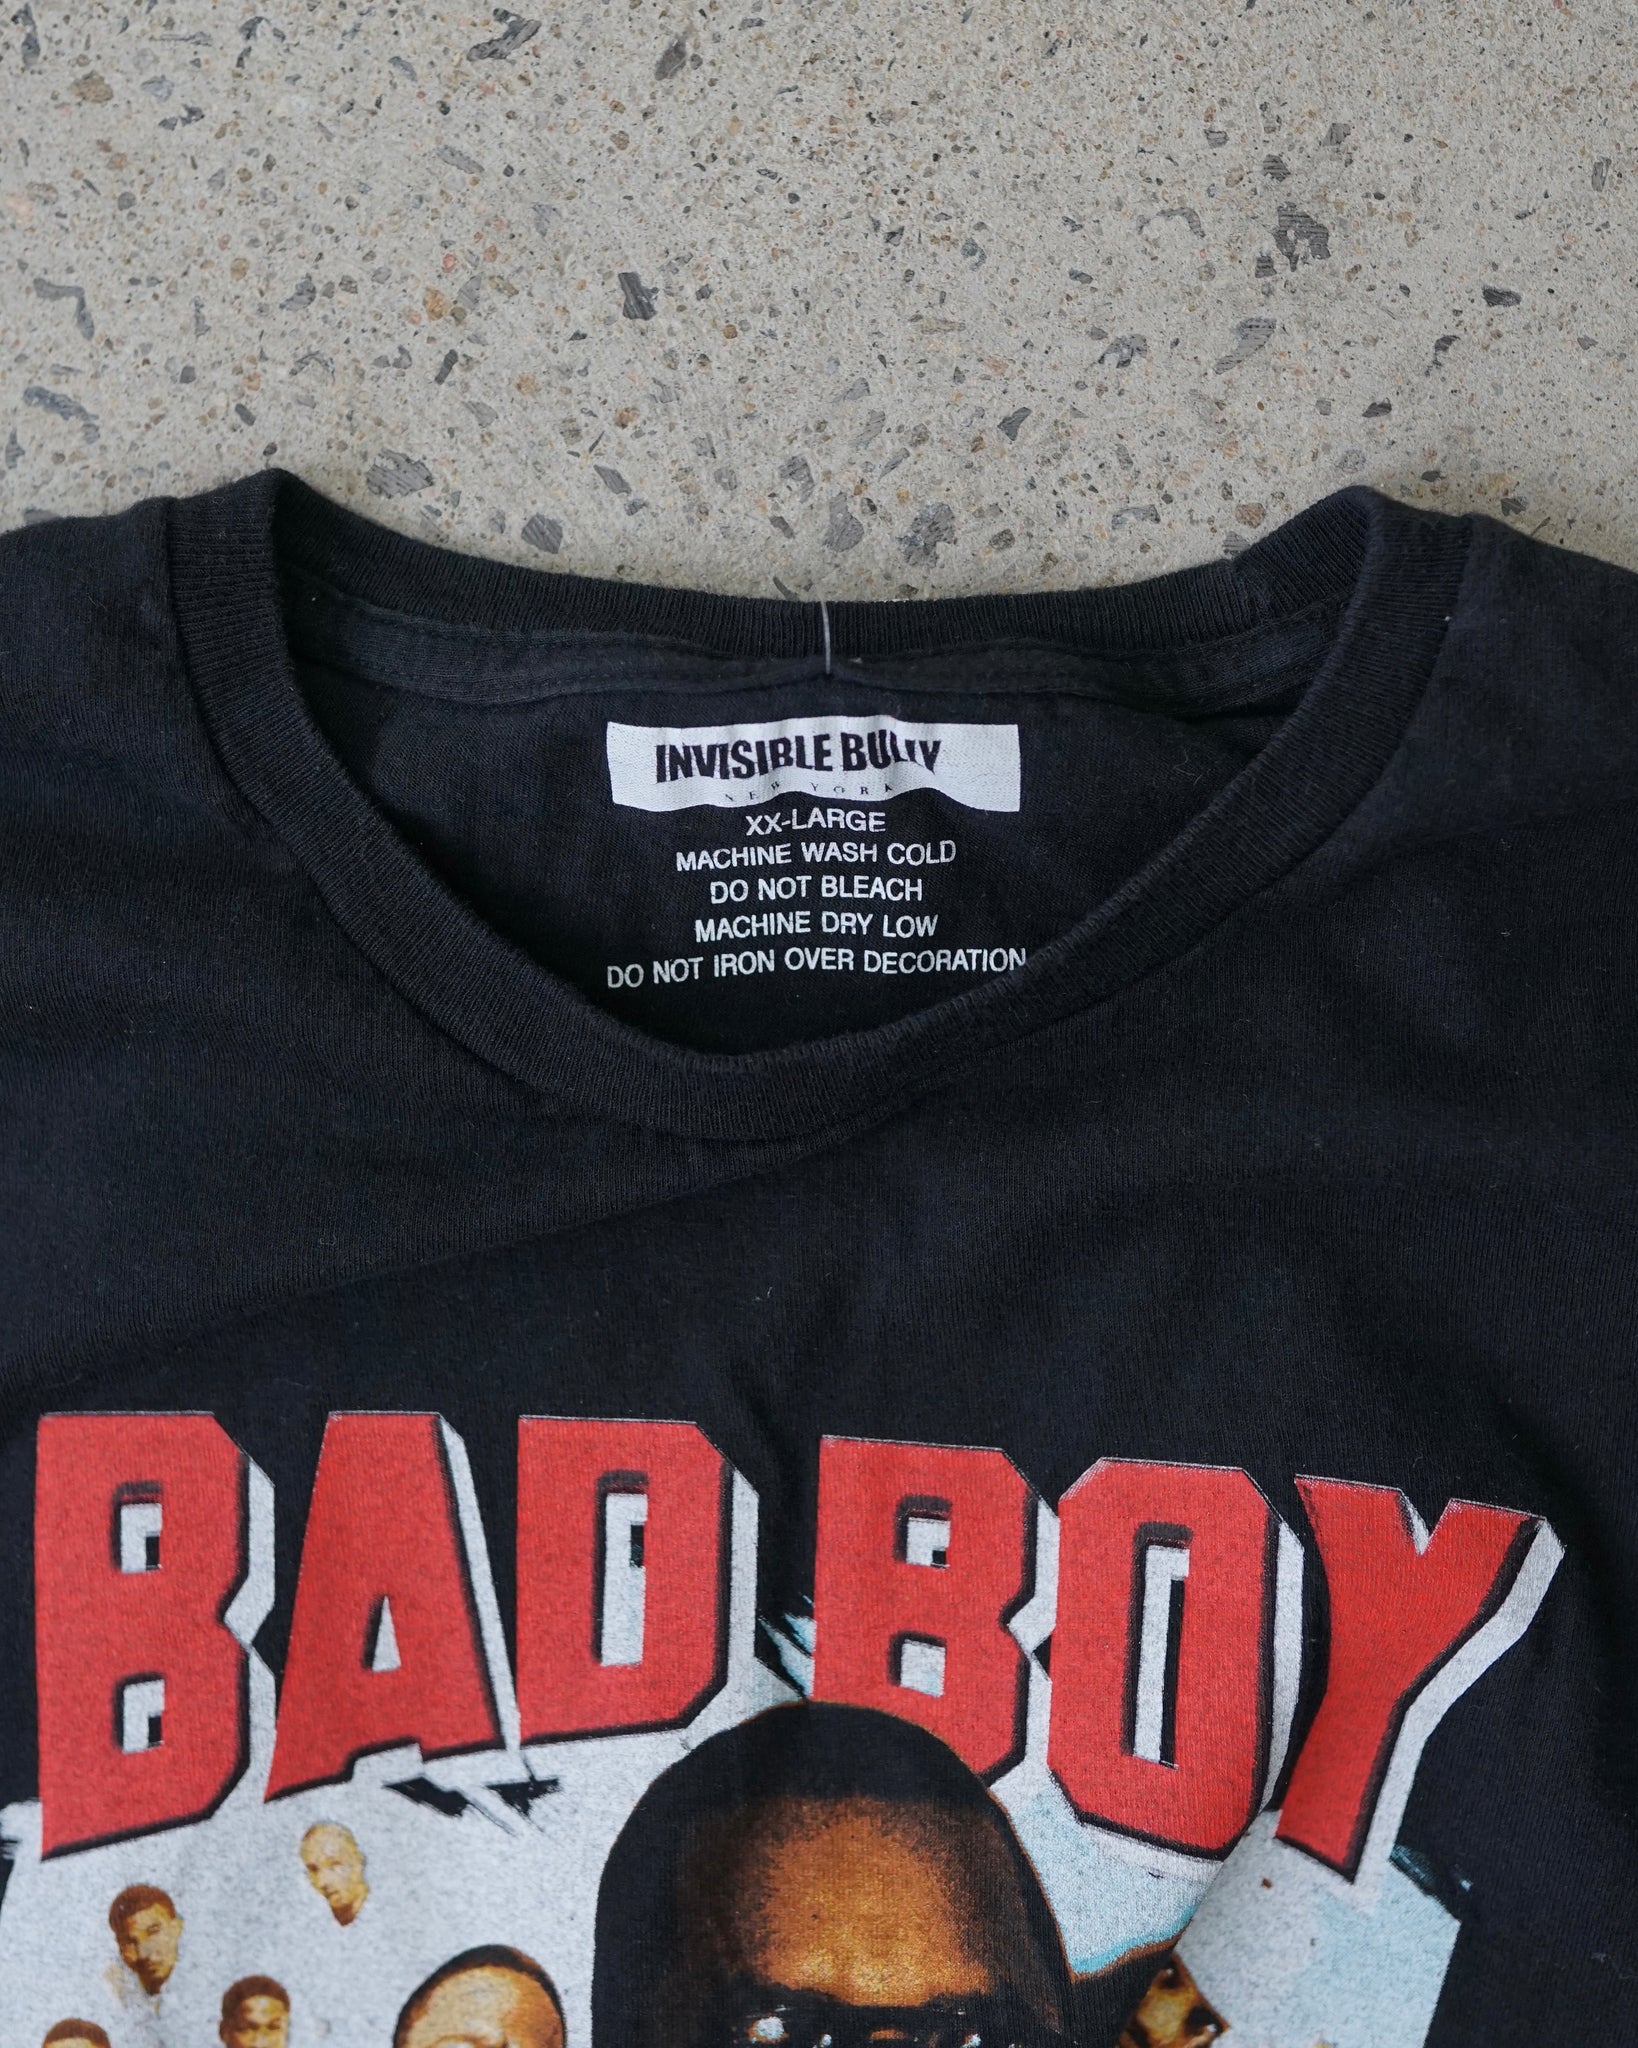 INVISIBLE BULLY
NEW YORK
XX-LARGE
MACHINE WASH COLD
DO NOT BLEACH
MACHINE DRY LOW
DO NOT IRON OVER DECORATION
BAD BOY